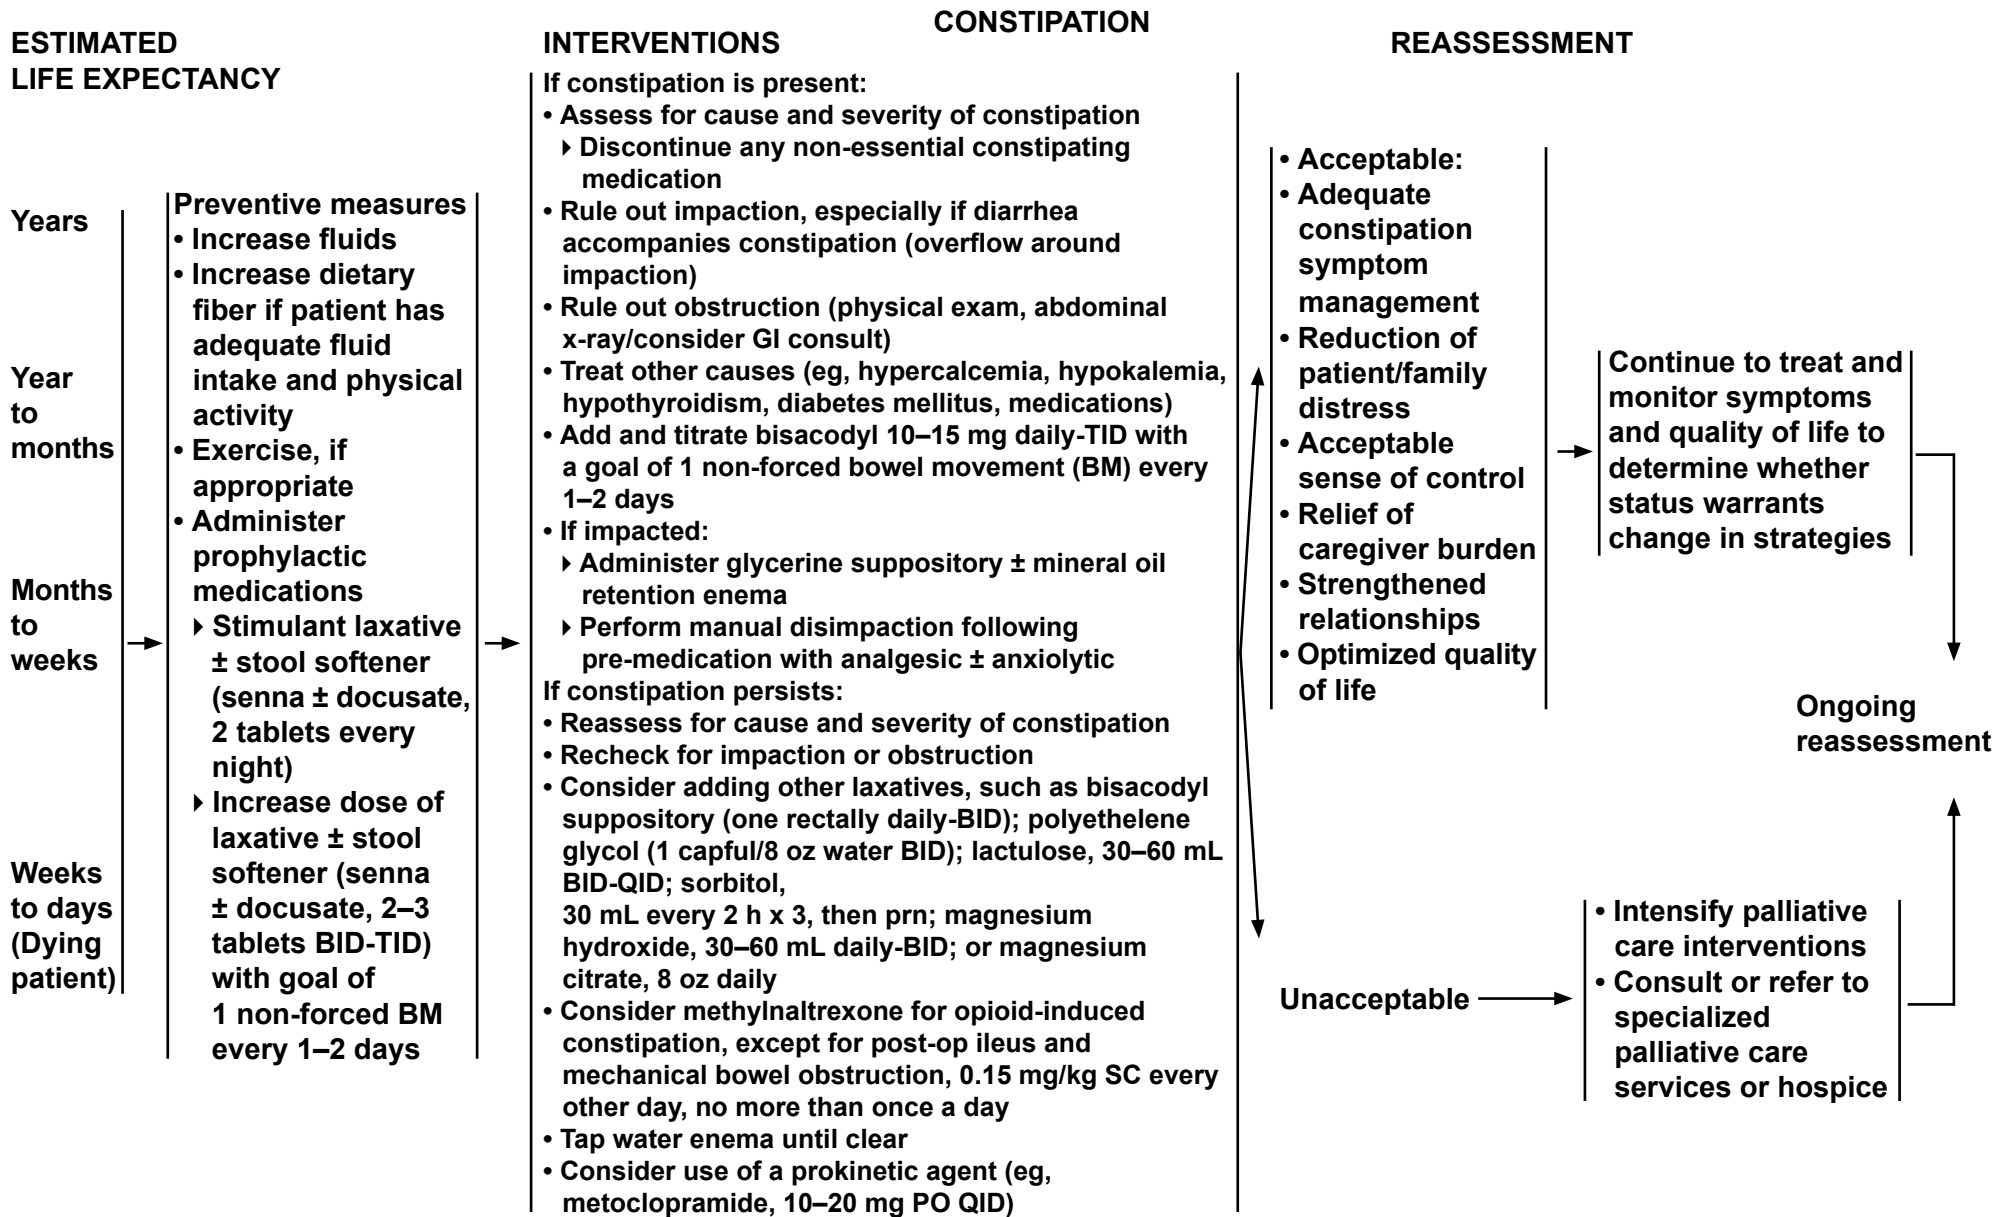 CONSTIPATION
ESTIMATED
LIFE EXPECTANCY
INTERVENTIONS
REASSESSMENT
Years
Year
to
months
Months
to
weeks
Weeks
to days
(Dying
patient)
Preventive measures
• Increase fluids
• Increase dietary
fiber if patient has
adequate fluid
intake and physical
activity
• Exercise, if
appropriate
• Administer
prophylactic
medications
Stimulant laxative
± stool softener
(senna ± docusate,
2 tablets every
night)
Increase dose of
laxative ± stool
softener (senna
± docusate, 2–3
tablets BID-TID)
with goal of
1 non-forced BM
every 1–2 days
If constipation is present:
• Assess for cause and severity of constipation
Discontinue any non-essential constipating
medication
• Rule out impaction, especially if diarrhea
accompanies constipation (overflow around
impaction)
• Rule out obstruction (physical exam, abdominal
x-ray/consider GI consult)
• Treat other causes (eg, hypercalcemia, hypokalemia,
hypothyroidism, diabetes mellitus, medications)
• Add and titrate bisacodyl 10–15 mg daily-TID with
a goal of 1 non-forced bowel movement (BM) every
1–2 days
• If impacted:
Administer glycerine suppository ± mineral oil
retention enema
Perform manual disimpaction following
pre-medication with analgesic ± anxiolytic
If constipation persists:
• Reassess for cause and severity of constipation
• Recheck for impaction or obstruction
• Consider adding other laxatives, such as bisacodyl
suppository (one rectally daily-BID); polyethelene
glycol (1 capful/8 oz water BID); lactulose, 30–60 mL
BID-QID; sorbitol,
30 mL every 2 h x 3, then prn; magnesium
hydroxide, 30–60 mL daily-BID; or magnesium
citrate, 8 oz daily
• Consider methylnaltrexone for opioid-induced
constipation, except for post-op ileus and
mechanical bowel obstruction, 0.15 mg/kg SC every
other day, no more than once a day
• Tap water enema until clear
• Consider use of a prokinetic agent (eg,
metoclopramide, 10–20 mg PO QID)
• Acceptable:
• Adequate
constipation
symptom
management
• Reduction of
patient/family
distress
• Acceptable
sense of control
• Relief of
caregiver burden
• Strengthened
relationships
• Optimized quality
of life
Continue to treat and
monitor symptoms
and quality of life to
determine whether
status warrants
change in strategies
Unacceptable
• Intensify palliative
care interventions
• Consult or refer to
specialized
palliative care
services or hospice
Ongoing
reassessment